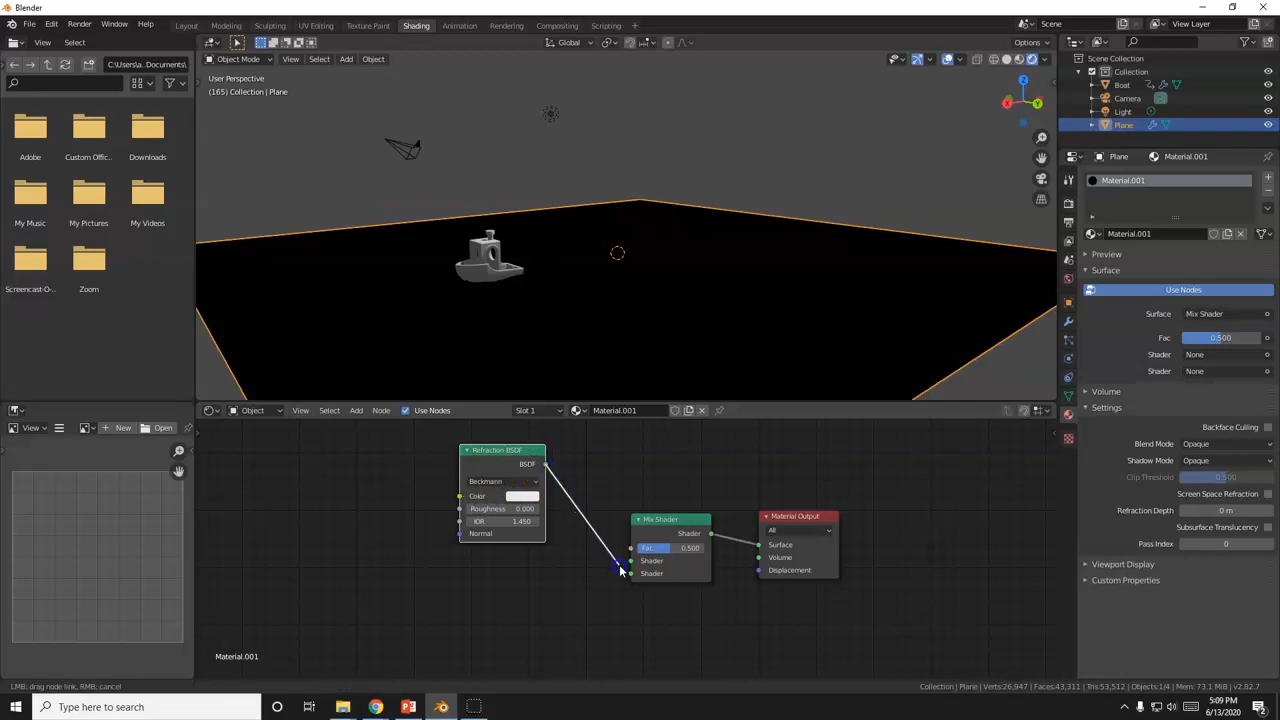 Blender
File Edit Render Window Help
Layout Modeling Sculpting UV Editing Texture Paint Shading Animation Rendering Compositing Scripting
Scene
View Layer
View Select
Global
Options
C:\Users\a..Documents\
Object Mode View Select Add Object
User Perspective
(165) Collection | Plane
Adobe Custom Offic.. Downloads
My Music My Pictures My Videos
Screencast-O-.. Zoom
Scene Collection
Collection
Boat
Camera
Light
Plane
Plane Material.001
Material.001
Material.001
Preview
Surface
Use Nodes
Surface Mix Shader
Fac 0.500
Shader None
Shader None
Volume
Settings
Backface Culling
Blend Mode Opaque
Shadow Mode Opaque
Clip Threshold 0.500
Screen Space Refraction
Refraction Depth 0 m
Subsurface Translucency
Pass Index 0
Viewport Display
Custom Properties
View New Open
Object View Select Add Node Use Nodes Slot 1 Material.001
Refraction BSDF
BSDF
Beckmann
Color
Roughness 0.000
IOR 1.450
Normal
Mix Shader
Shader
Fac 0.500
Shader
Shader
Material Output
All
Surface
Volume
Displacement
Material.001
LMB: drag node link, RMB: cancel
Collection | Plane | Verts:26,947 | Faces:43,311 | Tris:53,512 | Objects:1/4 | Mem: 73.1 MiB | v2.82.7
Type here to search
5:09 PM
6/13/2020
2